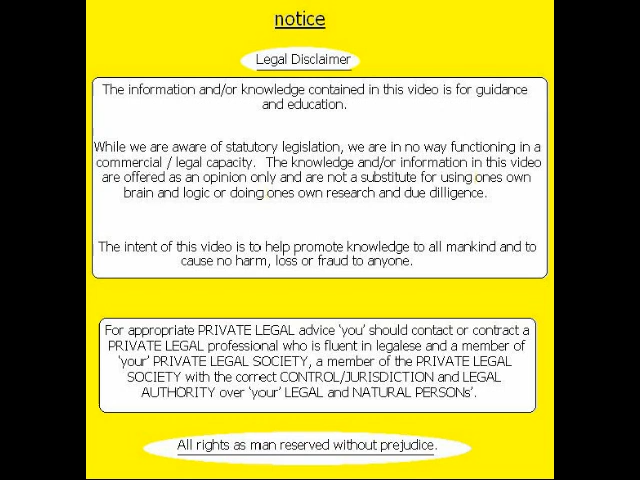 notice
Legal Disclaimer
The information and/or knowledge contained in this video is for guidance
and education.
While we are aware of statutory legislation, we are in no way functioning in a
commercial / legal capacity.  The knowledge and/or information in this video
are offered as an opinion only and are not a substitute for using ones own
brain and logic or doing ones own research and due dilligence.
The intent of this video is to help promote knowledge to all mankind and to
cause no harm, loss or fraud to anyone.
For appropriate PRIVATE LEGAL advice ‘you’ should contact or contract a
PRIVATE LEGAL professional who is fluent in legalese and a member of
‘your’ PRIVATE LEGAL SOCIETY, a member of the PRIVATE LEGAL
SOCIETY with the correct CONTROL/JURISDICTION and LEGAL
AUTHORITY over ‘your’ LEGAL and NATURAL PERSONs’.
All rights as man reserved without prejudice.